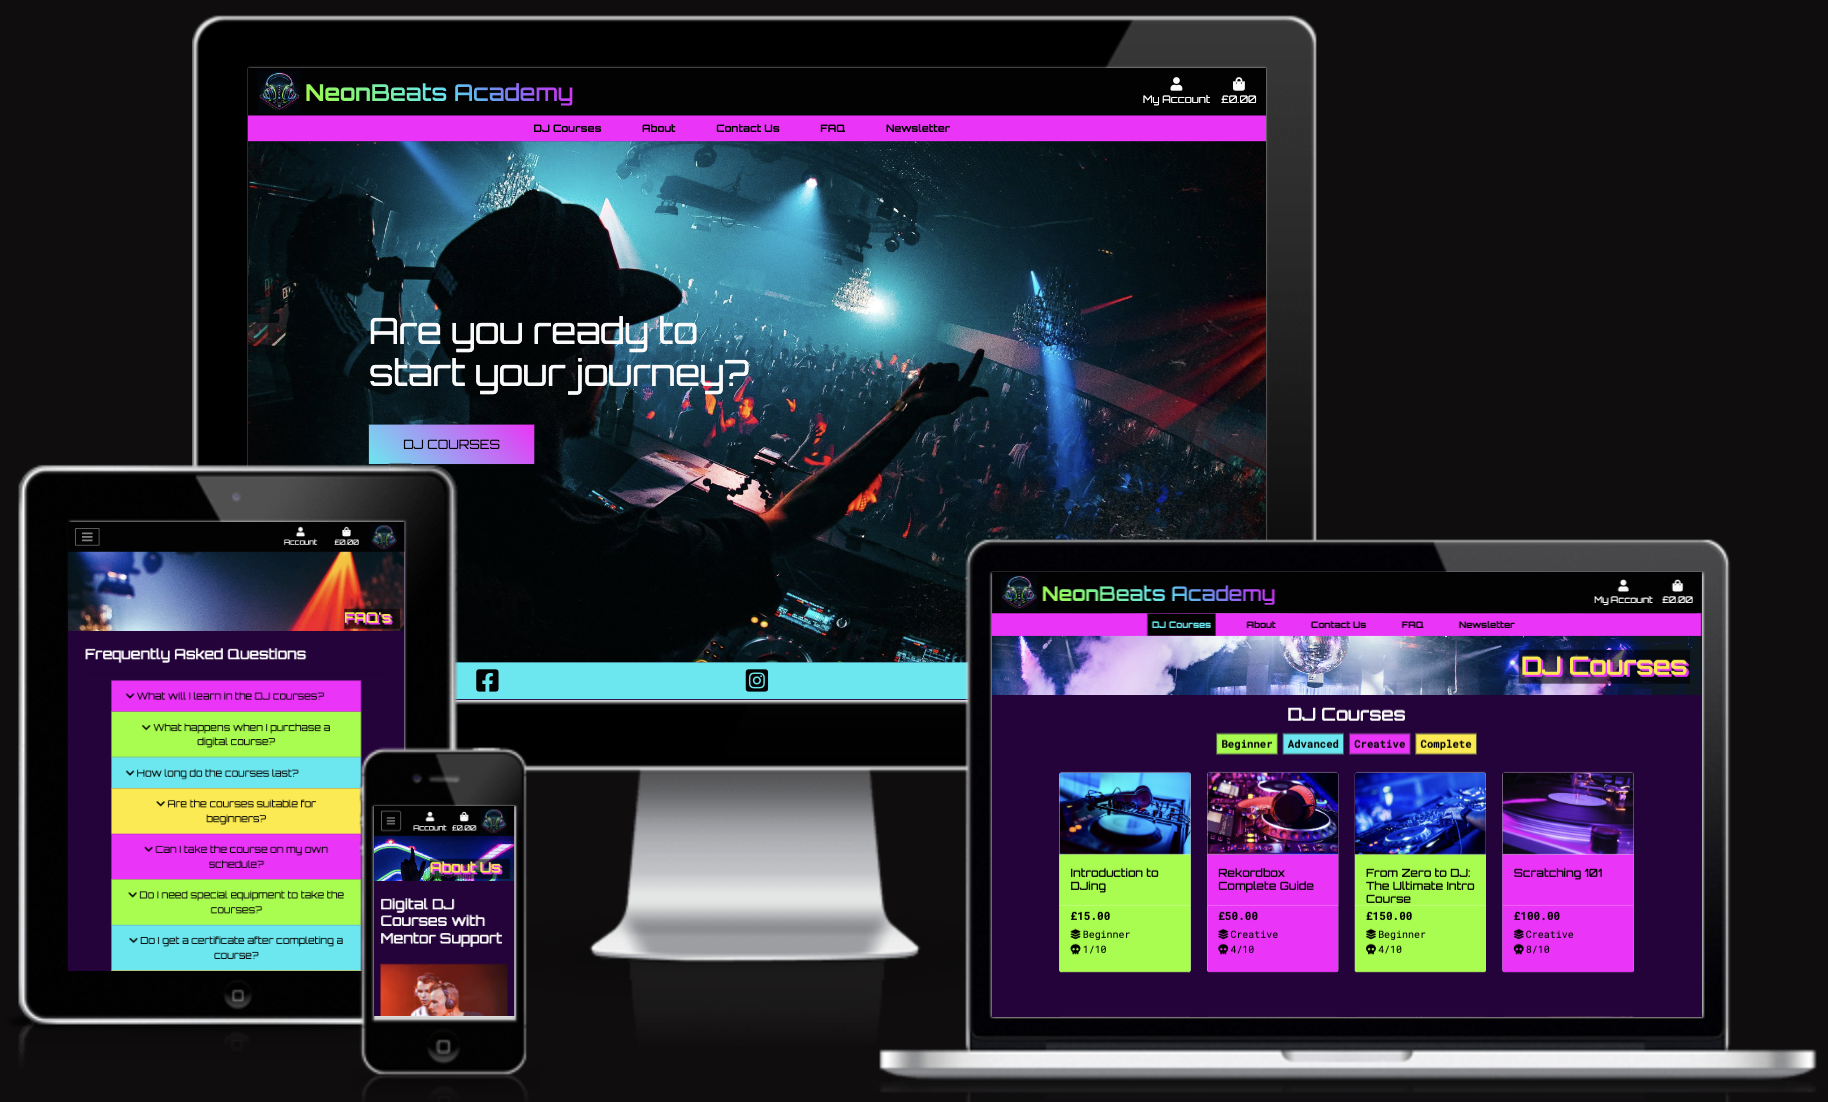 NeonBeats Academy
My Account £0.00
DJ Courses About Contact Us FAQ Newsletter
Are you ready to
start your journey?
DJ COURSES
Account £0.00
FAQ's
Frequently Asked Questions
What will I learn in the DJ courses?
What happens when I purchase a
digital course?
How long do the courses last?
Are the courses suitable for
beginners?
Can I take the course on my own
schedule?
Do I need special equipment to take the
courses?
Do I get a certificate after completing a
course?
Account £0.00
About Us
Digital DJ
Courses with
Mentor Support
NeonBeats Academy
My Account £0.00
DJ Courses About Contact Us FAQ Newsletter
DJ Courses
DJ Courses
Beginner Advanced Creative Complete
Introduction to
DJing
£15.00
Beginner
1/10
Rekordbox
Complete Guide
£50.00
Creative
4/10
From Zero to DJ:
The Ultimate Intro
Course
£150.00
Beginner
4/10
Scratching 101
£100.00
Creative
8/10